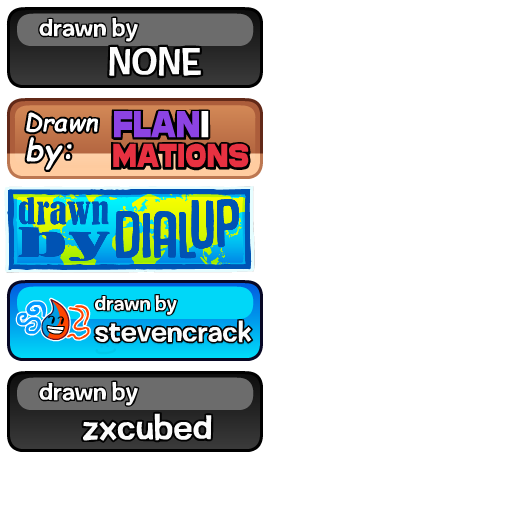 drawn by
NONE
Drawn by:
FLANI
MATIONS
drawn by
DIALUP
drawn by
stevencrack
drawn by
zxcubed